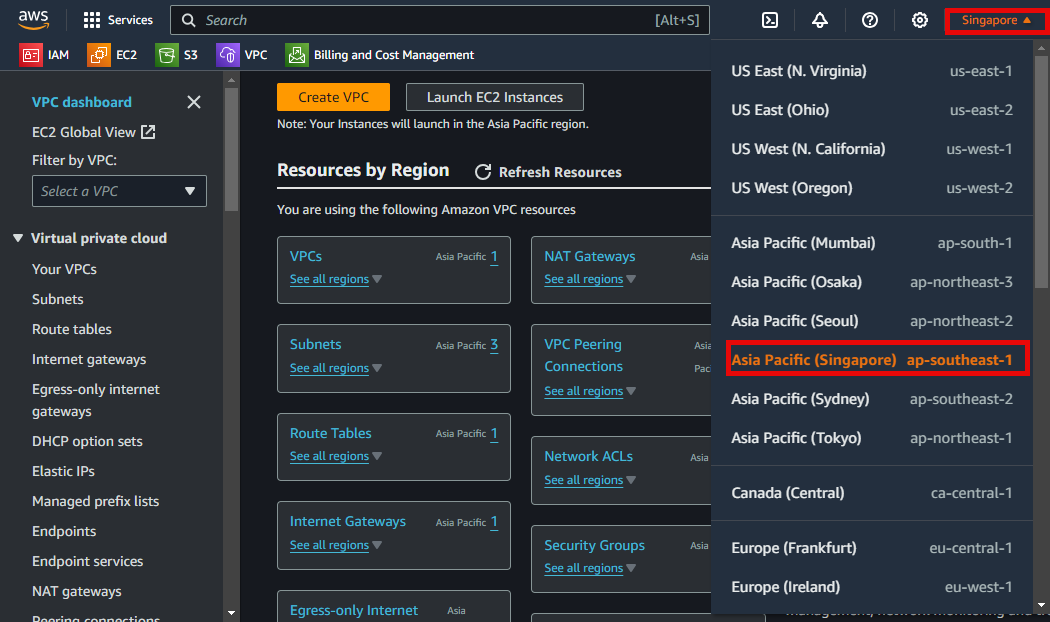 aws
Services
Search
[Alt+S]
Singapore
IAM
EC2
S3
VPC
Billing and Cost Management
VPC dashboard
EC2 Global View
Filter by VPC:
Select a VPC
Virtual private cloud
Your VPCs
Subnets
Route tables
Internet gateways
Egress-only internet
gateways
DHCP option sets
Elastic IPs
Managed prefix lists
Endpoints
Endpoint services
NAT gateways
Peering connections
Create VPC
Launch EC2 Instances
Note: Your Instances will launch in the Asia Pacific region.
Resources by Region
Refresh Resources
You are using the following Amazon VPC resources
VPCs
Asia Pacific 1
See all regions
NAT Gateways
Asia
See all regions
Subnets
Asia Pacific 3
See all regions
VPC Peering
Connections
Asia
Pac
See all regions
Route Tables
Asia Pacific 1
See all regions
Network ACLs
Asia
See all regions
Internet Gateways
Asia Pacific 1
See all regions
Security Groups
Asia
See all regions
Egress-only Internet
Asia
US East (N. Virginia) us-east-1
US East (Ohio) us-east-2
US West (N. California) us-west-1
US West (Oregon) us-west-2
Asia Pacific (Mumbai) ap-south-1
Asia Pacific (Osaka) ap-northeast-3
Asia Pacific (Seoul) ap-northeast-2
Asia Pacific (Singapore) ap-southeast-1
Asia Pacific (Sydney) ap-southeast-2
Asia Pacific (Tokyo) ap-northeast-1
Canada (Central) ca-central-1
Europe (Frankfurt) eu-central-1
Europe (Ireland) eu-west-1